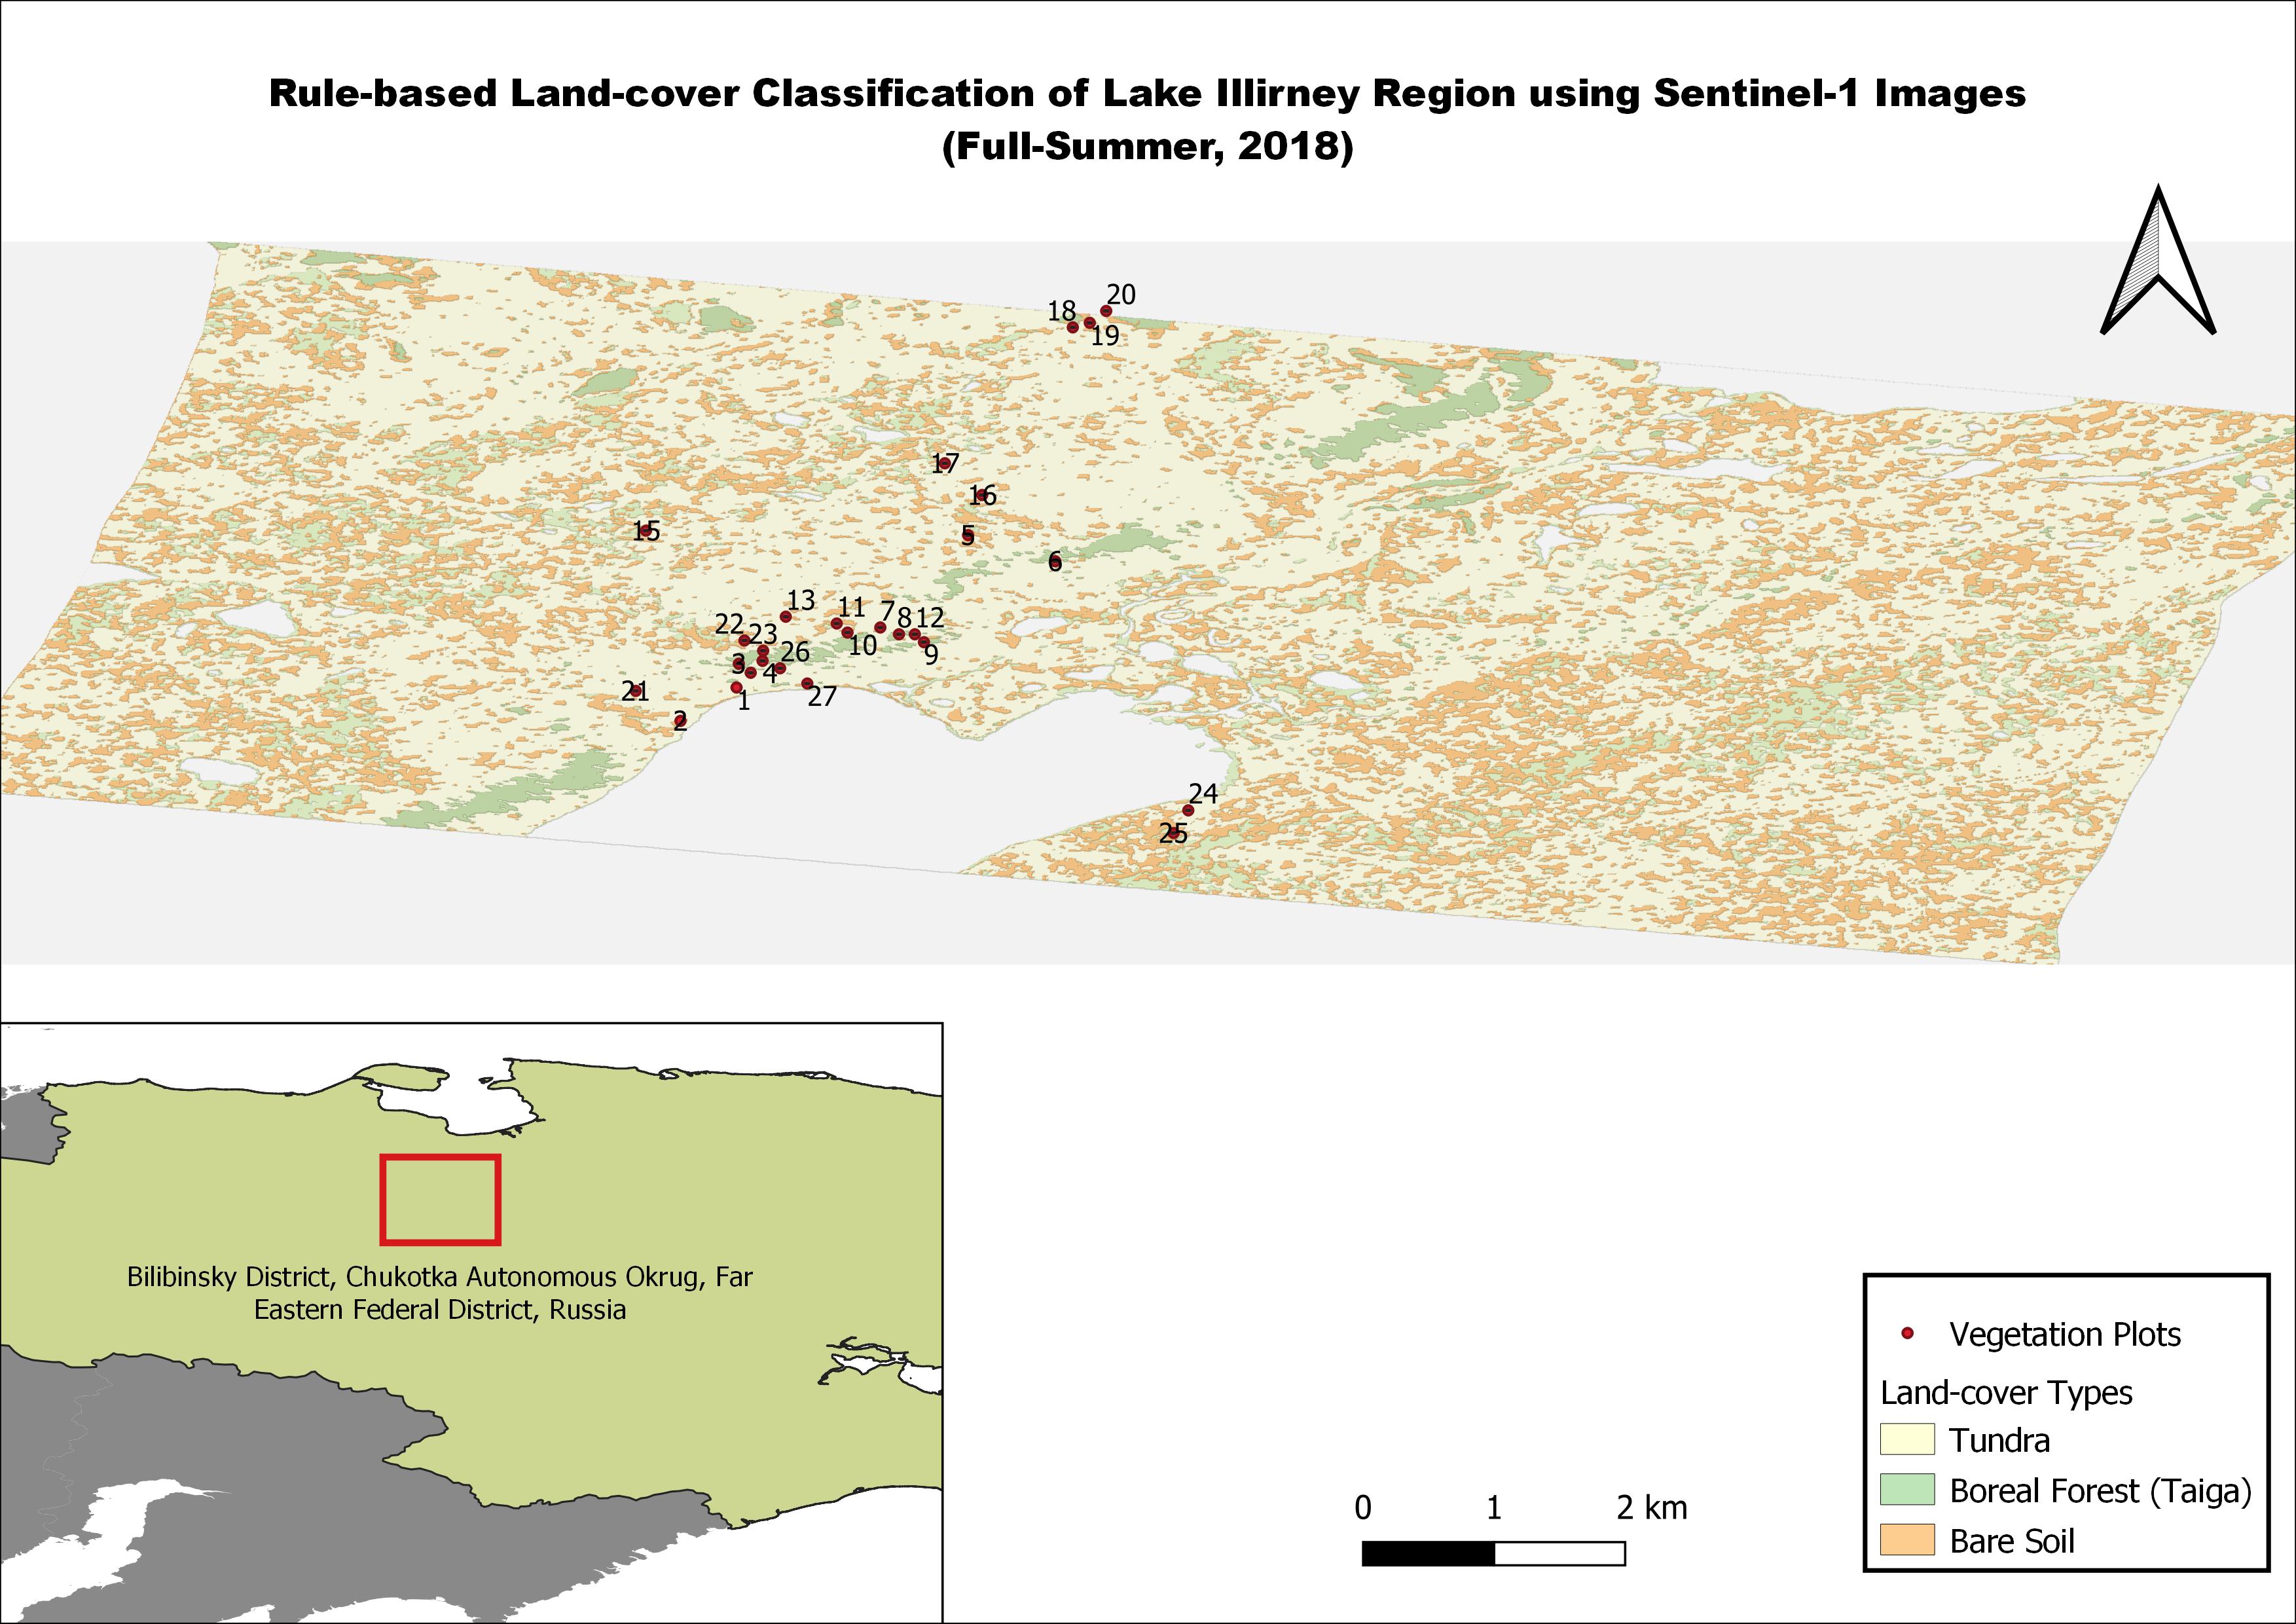 Rule-based Land-cover Classification of Lake Illirney Region using Sentinel-1 Images
(Full-Summer, 2018)
20
18
19
17
16
15
5
6
13
11
7
8
12
22
23
10
26
9
3
4
21
1
27
2
24
25
Bilibinsky District, Chukotka Autonomous Okrug, Far
Eastern Federal District, Russia
Vegetation Plots
Land-cover Types
Tundra
Boreal Forest (Taiga)
Bare Soil
0 1 2 km